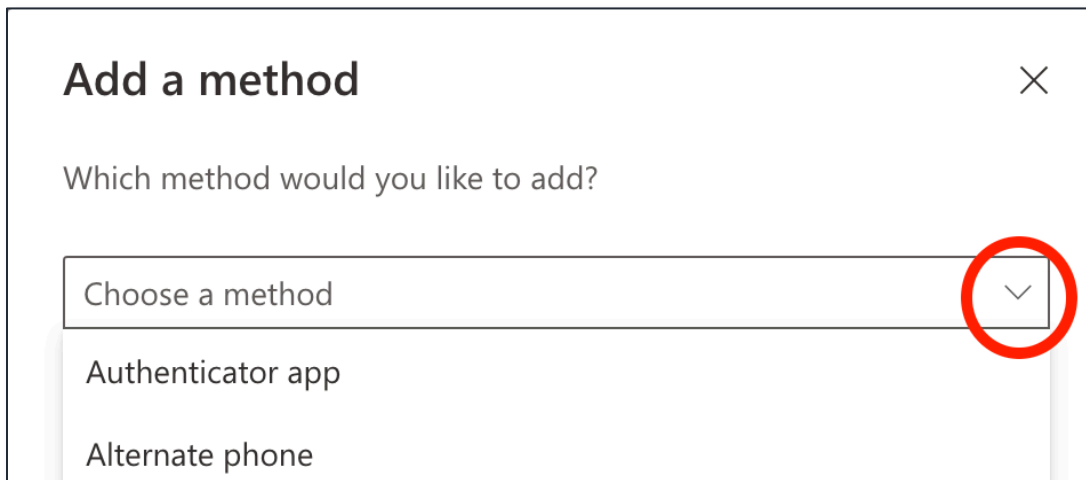 Add a method
Which method would you like to add?
Choose a method
Authenticator app
Alternate phone